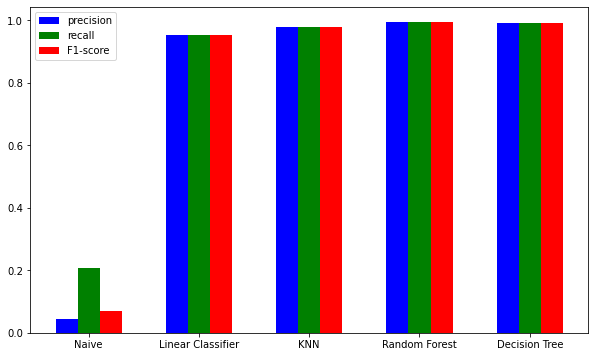 precision
recall
F1-score
1.0
0.8
0.6
0.4
0.2
0.0
Naive
Linear Classifier
KNN
Random Forest
Decision Tree